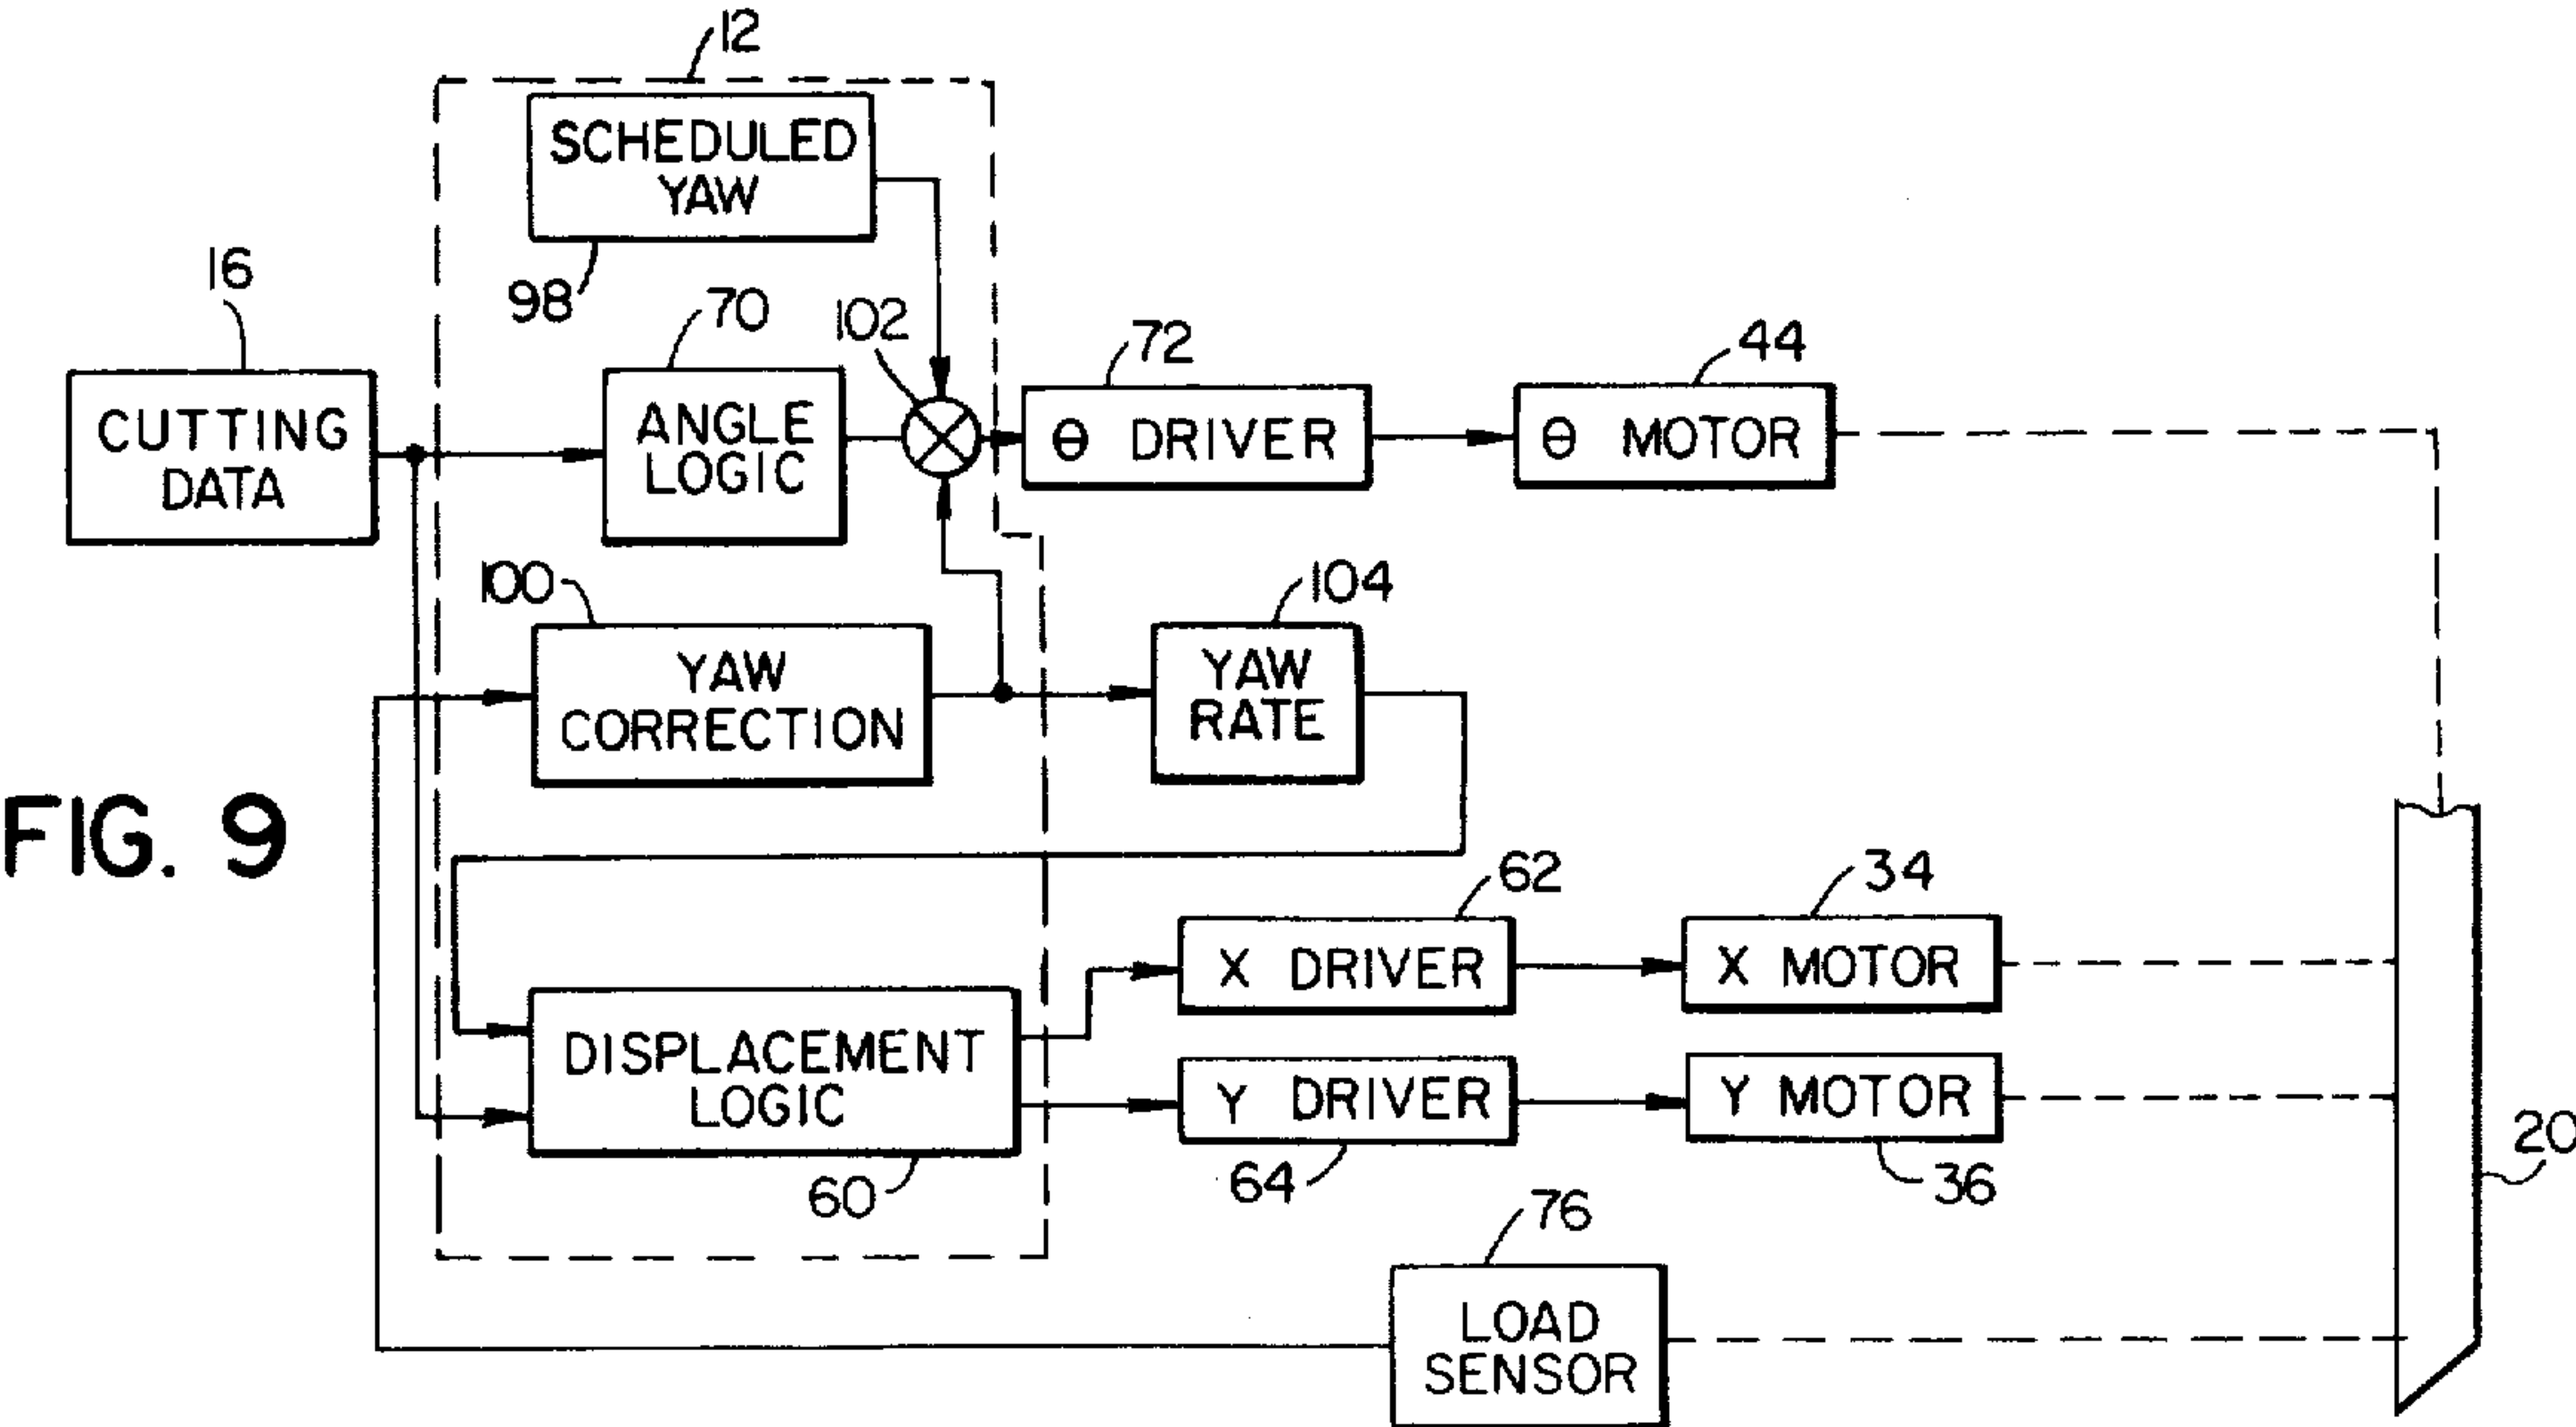 12
SCHEDULED
YAW
98
16
CUTTING
DATA
70
ANGLE
LOGIC
102
72
θ DRIVER
44
θ MOTOR
100
YAW
CORRECTION
104
YAW
RATE
FIG. 9
62
X DRIVER
34
X MOTOR
DISPLACEMENT
LOGIC
60
Y DRIVER
64
Y MOTOR
36
20
76
LOAD
SENSOR